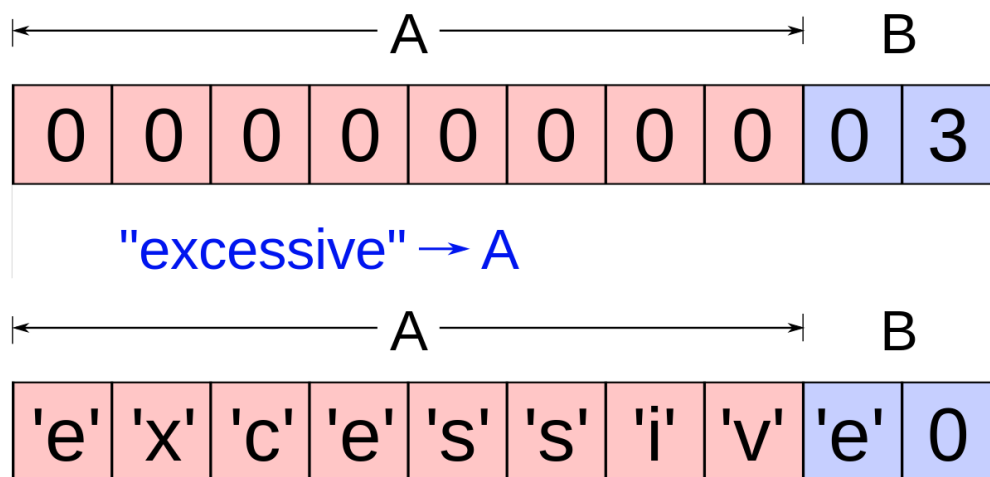 A B
0 0 0 0 0 0 0 0 0 3
"excessive" → A
A B
'e' 'x' 'c' 'e' 's' 's' 'i' 'v' 'e' 0